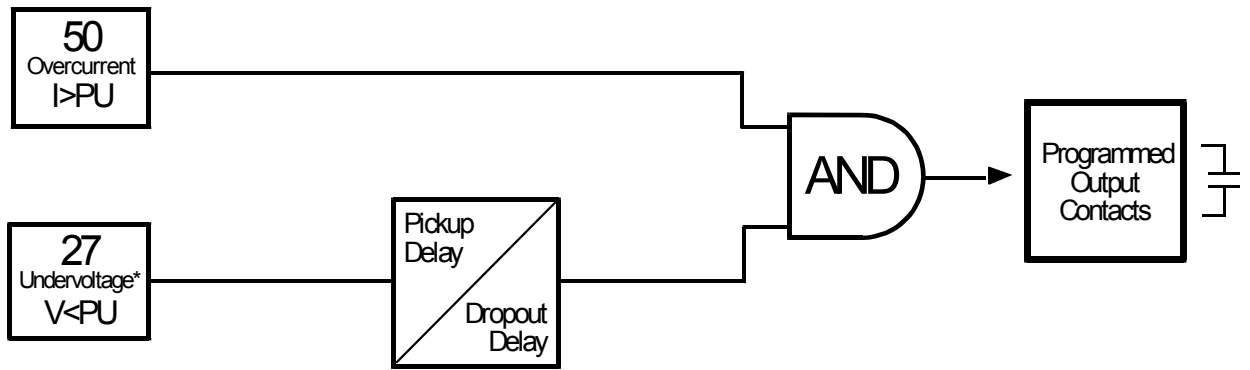 50
Overcurrent
I>PU
27
Undervoltage*
V<PU
Pickup
Delay
Dropout
Delay
AND
Programmed
Output
Contacts